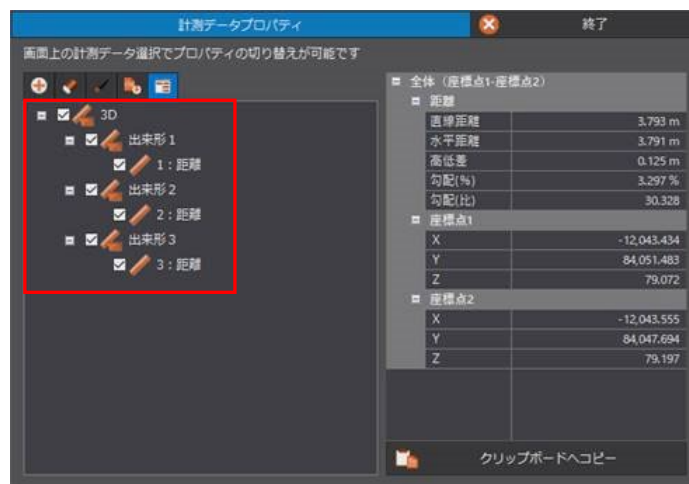 計測データプロパティ
終了
画面上の計測データ選択でプロパティの切り替えが可能です
3D
出来形1
1:距離
出来形2
2:距離
出来形3
3:距離
全体(座標点1-座標点2)
距離
直線距離 3.793 m
水平距離 3.791 m
高低差 0.125 m
勾配(%) 3.297 %
勾配(比) 30.328
座標点1
X -12,043.434
Y 84,051.483
Z 79.072
座標点2
X -12,043.555
Y 84,047.694
Z 79.197
クリップボードへコピー